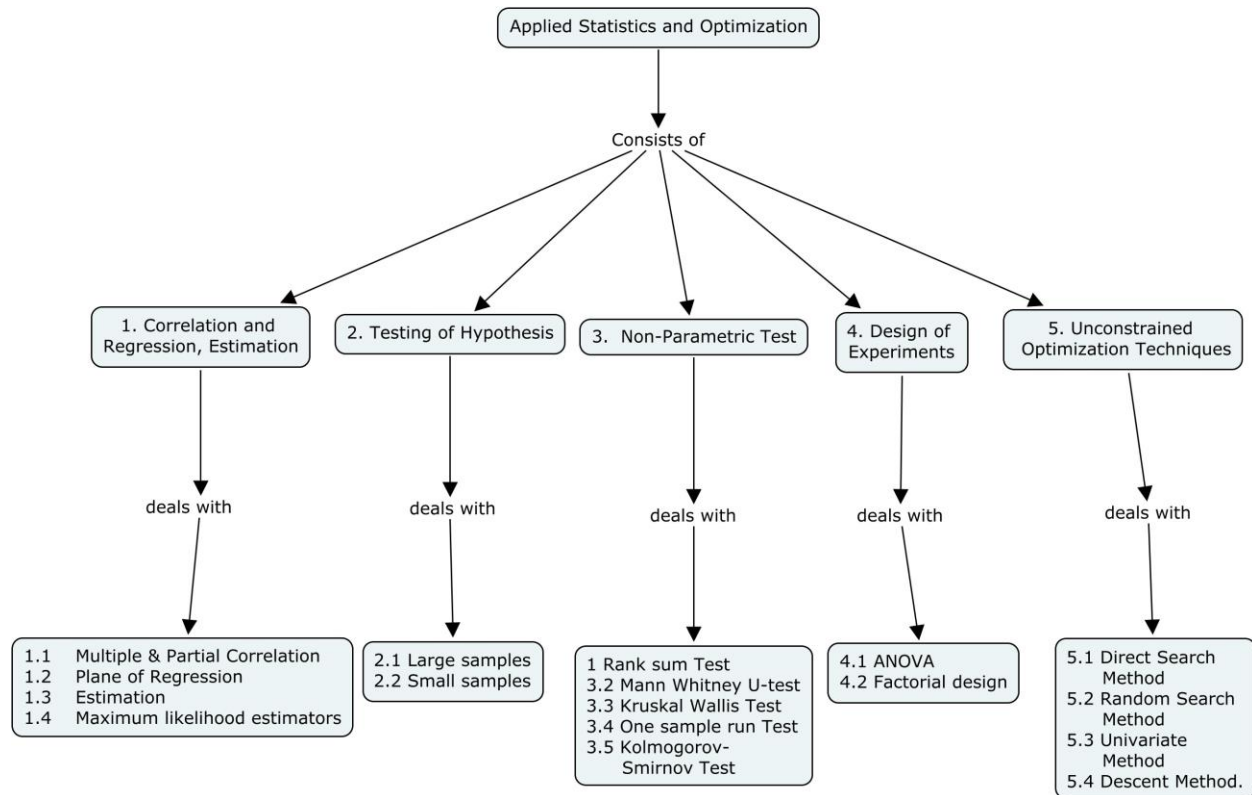 Applied Statistics and Optimization
Consists of
1. Correlation and
Regression, Estimation
2. Testing of Hypothesis
3. Non-Parametric Test
4. Design of
Experiments
5. Unconstrained
Optimization Techniques
deals with
deals with
deals with
deals with
deals with
1.1 Multiple & Partial Correlation
1.2 Plane of Regression
1.3 Estimation
1.4 Maximum likelihood estimators
2.1 Large samples
2.2 Small samples
1 Rank sum Test
3.2 Mann Whitney U-test
3.3 Kruskal Wallis Test
3.4 One sample run Test
3.5 Kolmogorov-
Smirnov Test
4.1 ANOVA
4.2 Factorial design
5.1 Direct Search
Method
5.2 Random Search
Method
5.3 Univariate
Method
5.4 Descent Method.